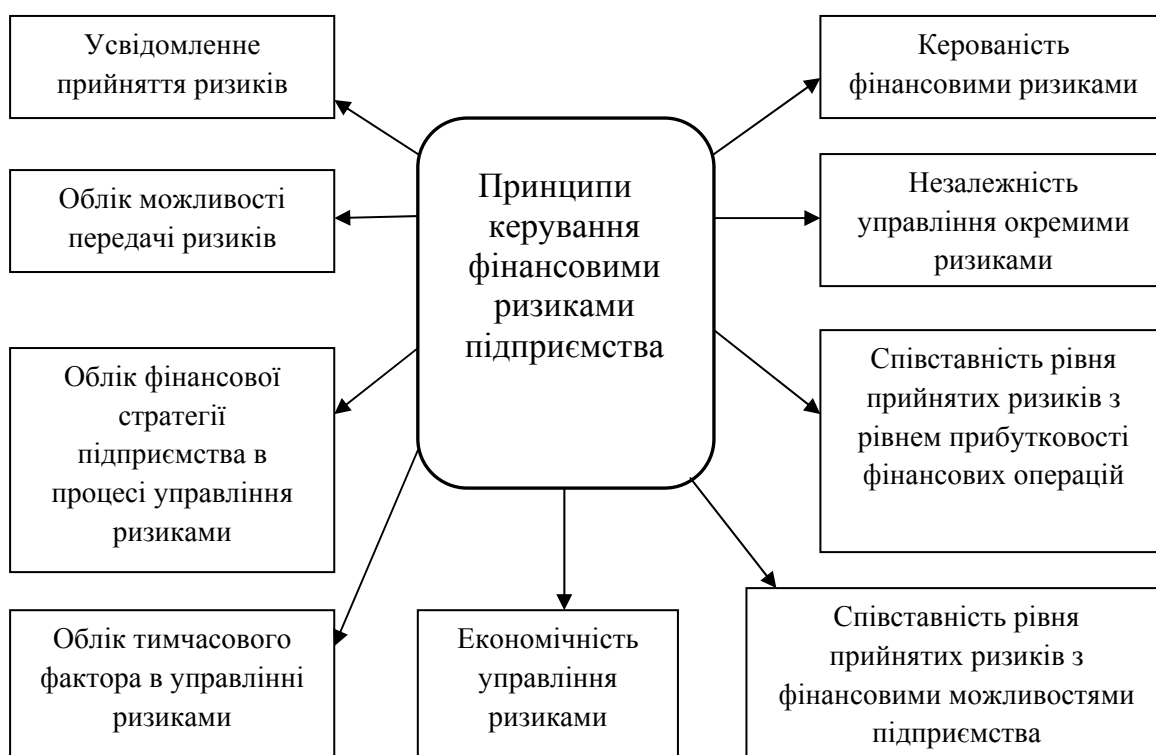 Усвідомленне
прийняття ризиків
Керованість
фінансовими ризиками
Принципи
керування
фінансовими
ризиками
підприємства
Облік можливості
передачі ризиків
Незалежність
управління окремими
ризиками
Облік фінансової
стратегії
підприємства в
процесі управління
ризиками
Співставність рівня
прийнятих ризиків з
рівнем прибутковості
фінансових операцій
Облік тимчасового
фактора в управлінні
ризиками
Економічність
управління
ризиками
Співставність рівня
прийнятих ризиків з
фінансовими можливостями
підприємства